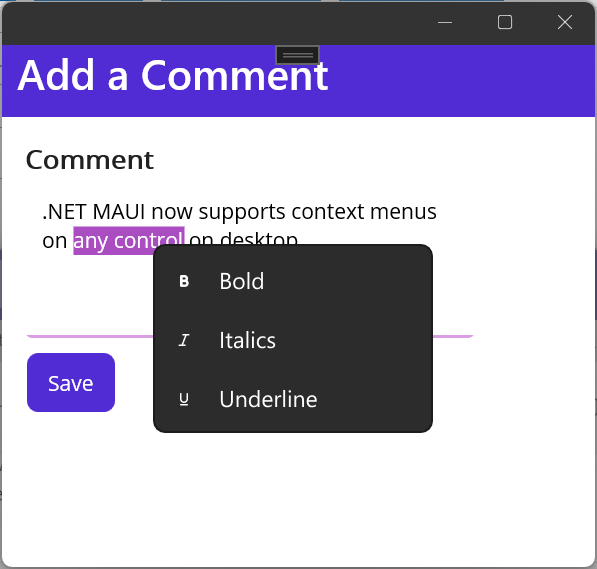 Add a Comment
Comment
.NET MAUI now supports context menus
on any control on desktop
B Bold
I Italics
U Underline
Save